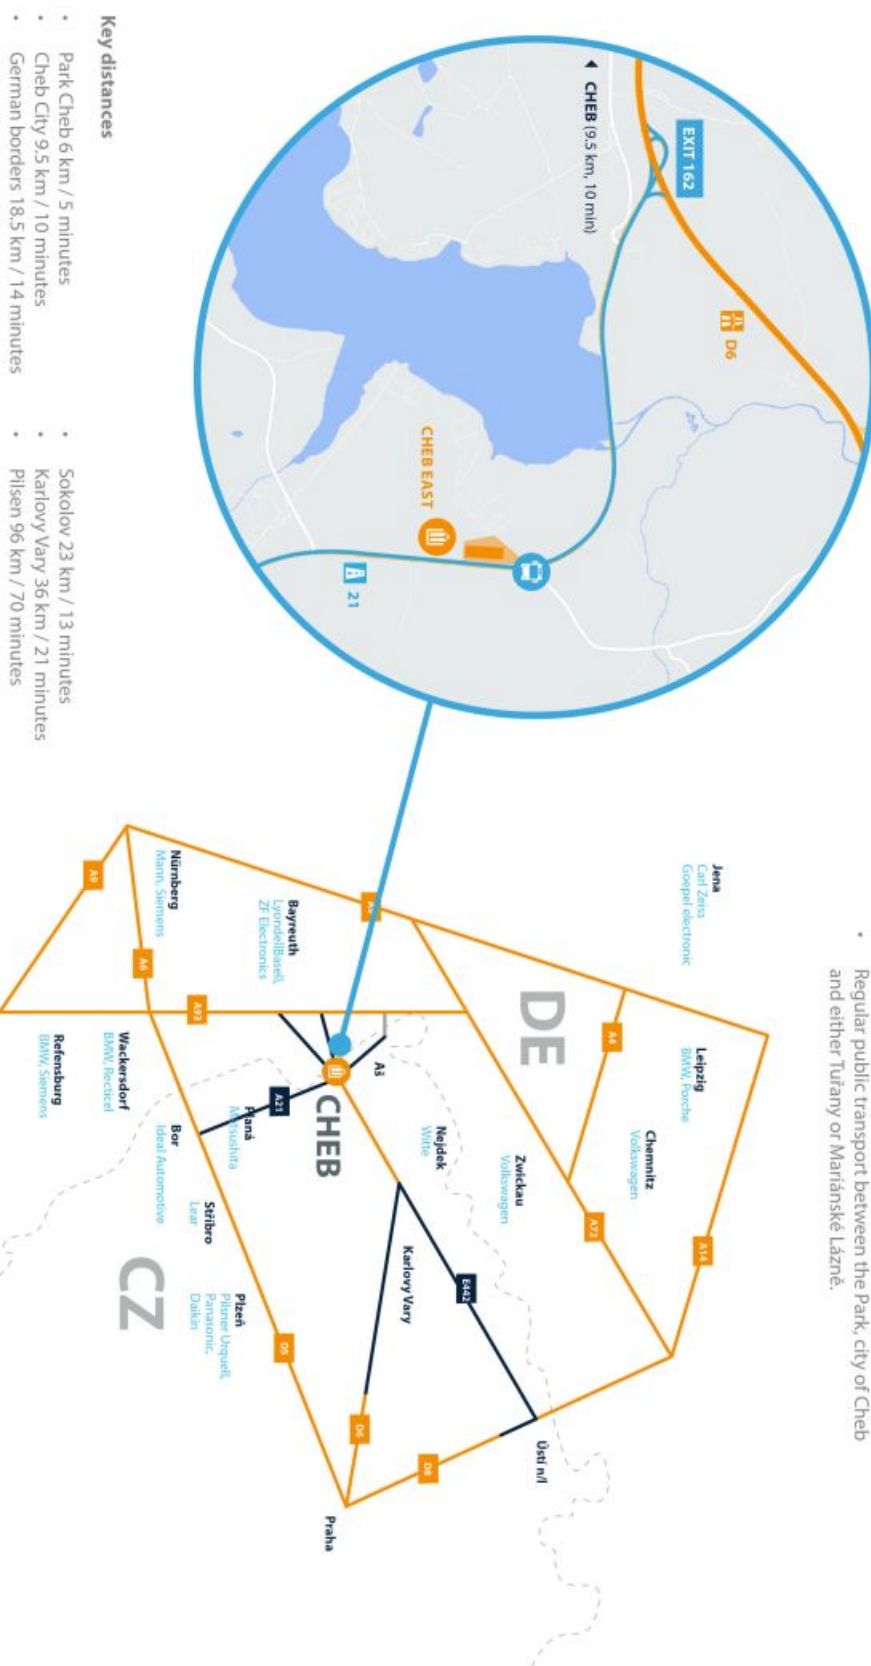 • Regular public transport between the Park, city of Cheb
and either Tuřany or Mariánské Lázně.
EXIT 162
D6
CHEB (9.5 km, 10 min)
CHEB EAST
21
Jena
Carl Zeiss
Goepel electronic
Leipzig
BMW, Porche
A14
Chemnitz
Volkswagen
A4
A72
DE
Zwickau
Volkswagen
E442
Ústí n/l
Nejdek
Witte
D8
Karlovy Vary
D6
Aš
CHEB
Praha
Bayreuth
LyondellBasell,
ZF Electronics
A21
D5
Planá
Matsushita
Plzeň
Pilsner Urquell,
Panasonic,
Daikin
A93
Stříbro
Lear
Nürnberg
Mann, Siemens
A6
Bor
Ideal Automotive
CZ
Wackersdorf
BMW, Recticel
A9
Refensburg
BMW, Siemens
Key distances
• Park Cheb 6 km / 5 minutes
• Cheb City 9.5 km / 10 minutes
• German borders 18.5 km / 14 minutes
• Sokolov 23 km / 13 minutes
• Karlovy Vary 36 km / 21 minutes
• Pilsen 96 km / 70 minutes